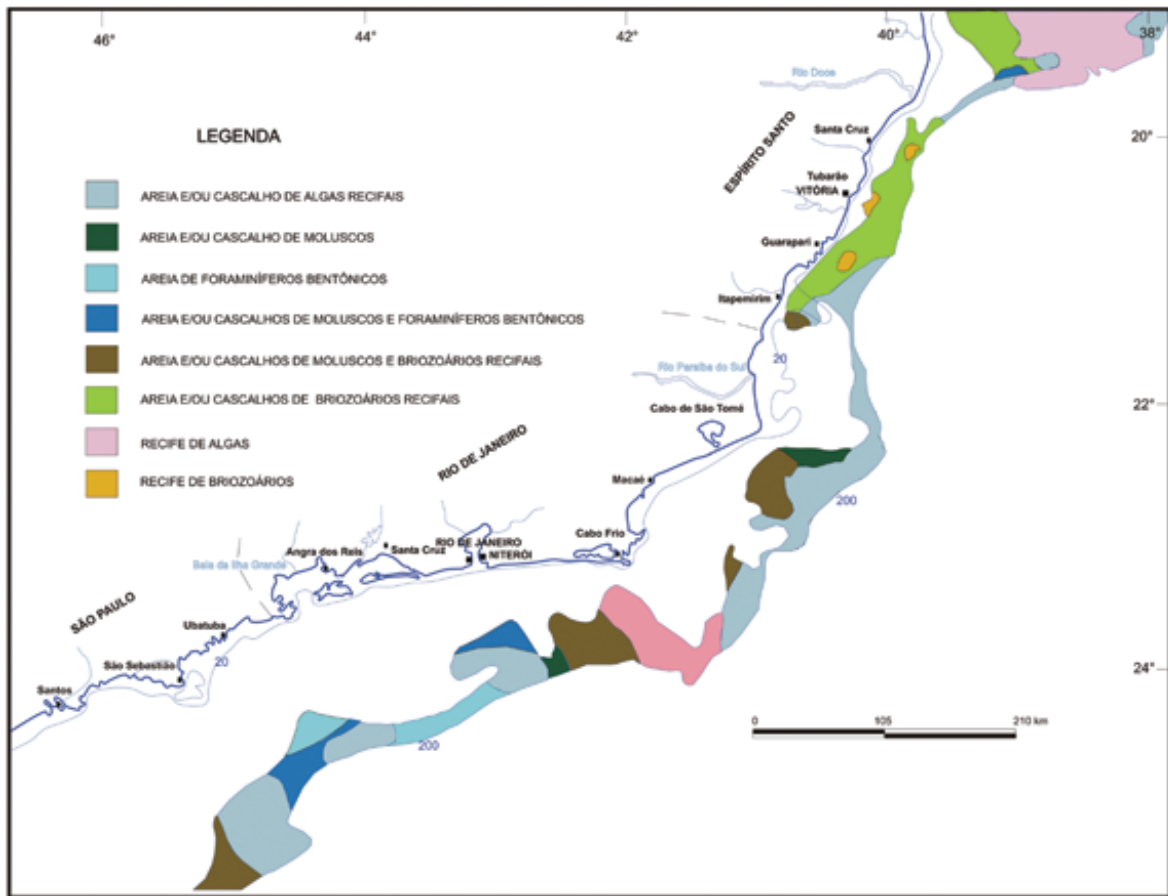 46°
44°
42°
40°
38°
Rio Doce
20°
Santa Cruz
ESPÍRITO SANTO
Tubarão
VITÓRIA
Guarapari
Itapemirim
20
Rio Paraíba do Sul
22°
Cabo de São Tomé
RIO DE JANEIRO
Macaé
200
Cabo Frio
RIO DE JANEIRO
NITERÓI
Santa Cruz
Angra dos Reis
Baia da Ilha Grande
SÃO PAULO
Ubatuba
20
São Sebastião
Santos
24°
200
0 105 210 km
LEGENDA
AREIA E/OU CASCALHO DE ALGAS RECIFAIS
AREIA E/OU CASCALHO DE MOLUSCOS
AREIA DE FORAMINÍFEROS BENTÔNICOS
AREIA E/OU CASCALHOS DE MOLUSCOS E FORAMINÍFEROS BENTÔNICOS
AREIA E/OU CASCALHOS DE MOLUSCOS E BRIOZOÁRIOS RECIFAIS
AREIA E/OU CASCALHOS DE BRIOZOÁRIOS RECIFAIS
RECIFE DE ALGAS
RECIFE DE BRIOZOÁRIOS